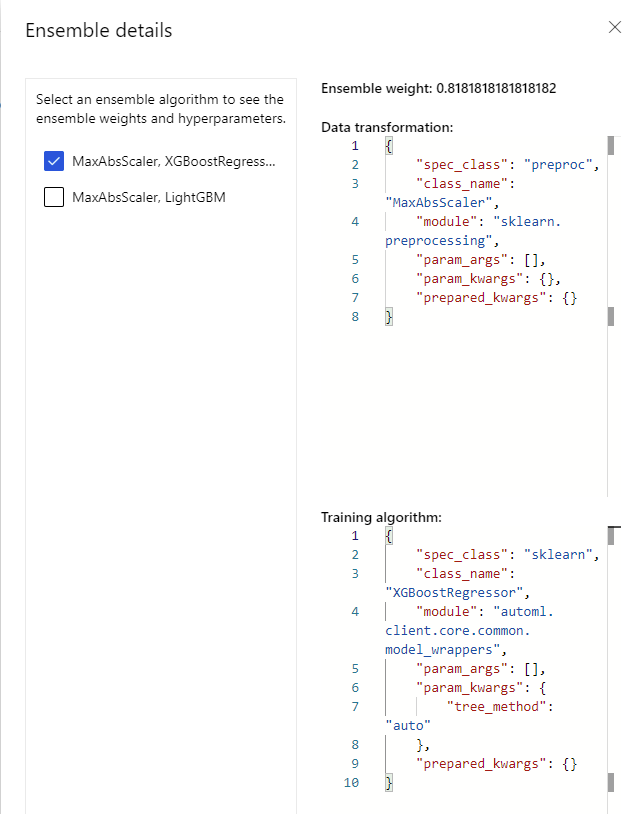 Ensemble details
Select an ensemble algorithm to see the
ensemble weights and hyperparameters.
MaxAbsScaler, XGBoostRegress...
MaxAbsScaler, LightGBM
Ensemble weight: 0.8181818181818182
Data transformation:
1 {
2 "spec_class": "preproc",
3 "class_name":
"MaxAbsScaler",
4 "module": "sklearn.
preprocessing",
5 "param_args": [],
6 "param_kwargs": {},
7 "prepared_kwargs": {}
8 }
Training algorithm:
1 {
2 "spec_class": "sklearn",
3 "class_name":
"XGBoostRegressor",
4 "module": "automl.
client.core.common.
model_wrappers",
5 "param_args": [],
6 "param_kwargs": {
7 "tree_method":
"auto"
8 },
9 "prepared_kwargs": {}
10 }